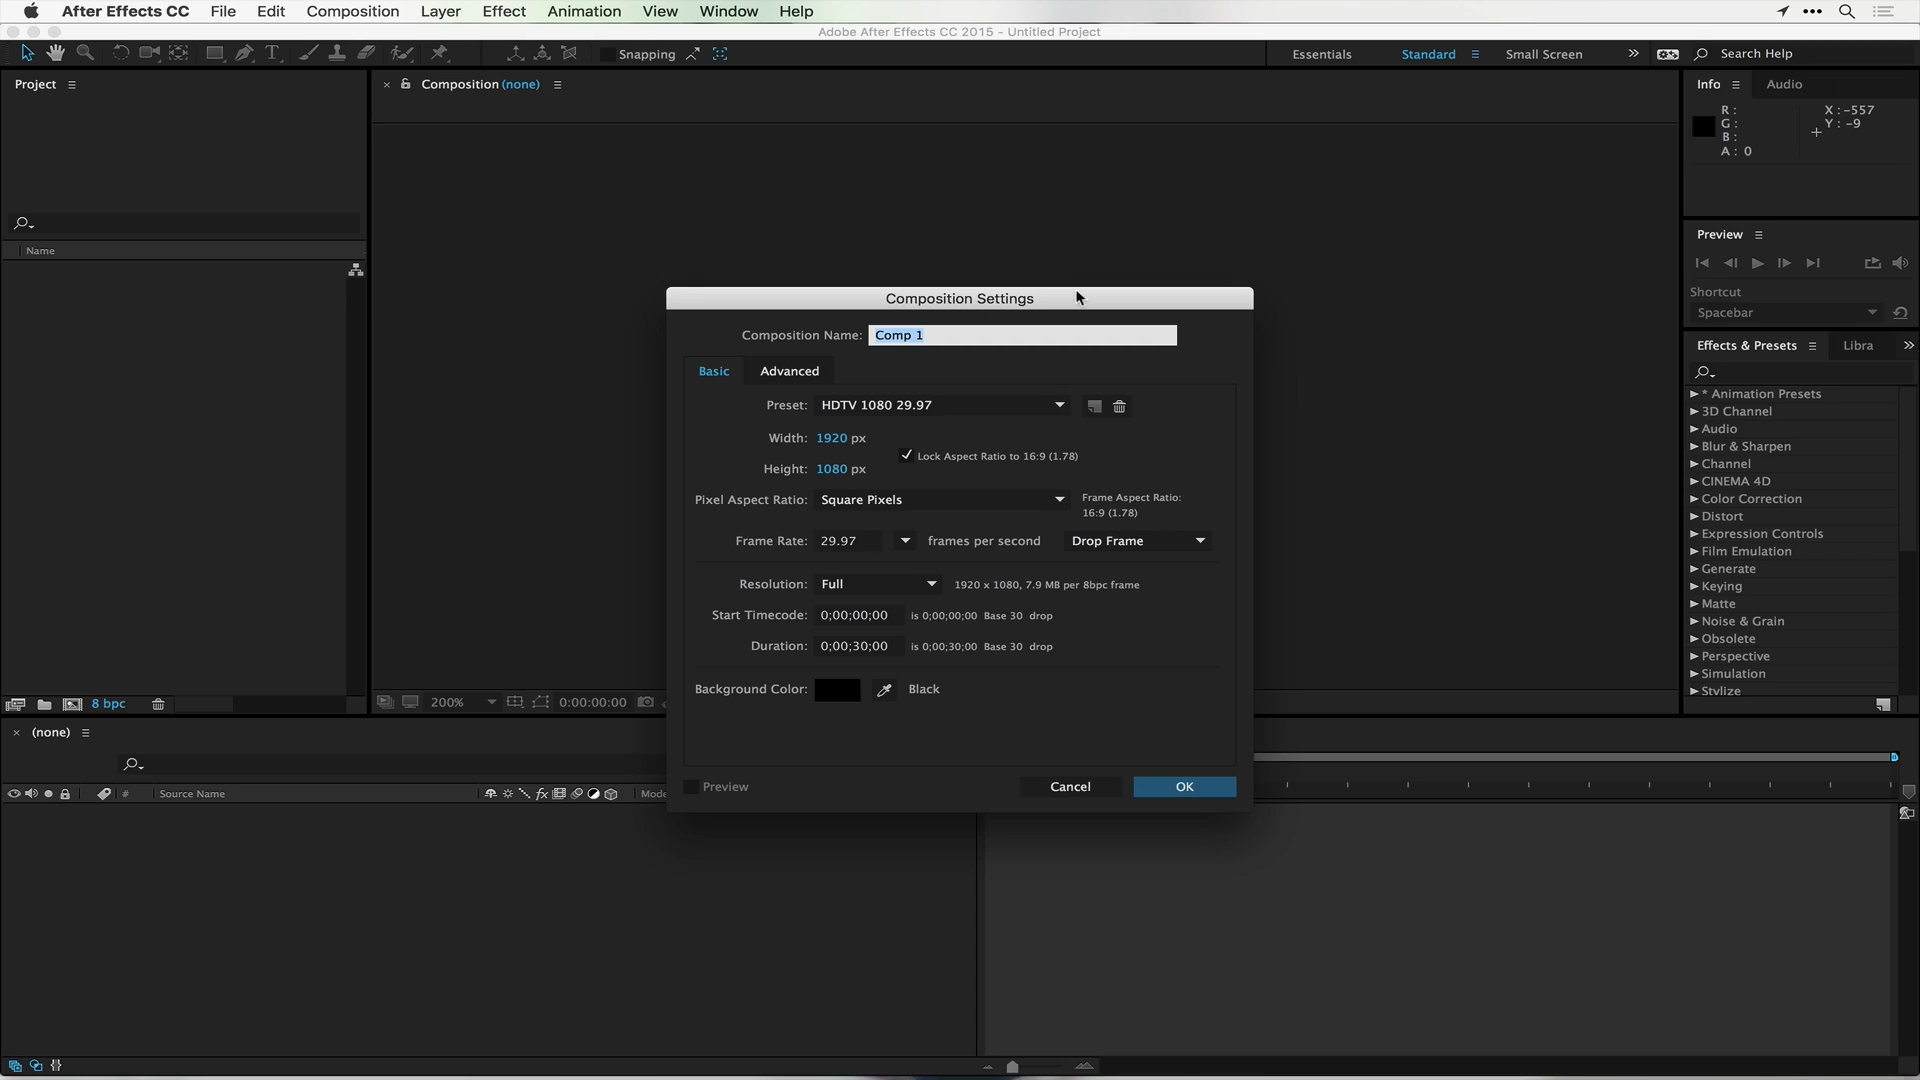 After Effects CC File Edit Composition Layer Effect Animation View Window Help
Adobe After Effects CC 2015 - Untitled Project
Snapping Essentials Standard Small Screen Search Help
Project
Composition (none)
Info Audio
R :
G :
B :
A : 0
X : -557
Y : -9
Name
Preview
Shortcut
Spacebar
Effects & Presets Libra
* Animation Presets
3D Channel
Audio
Blur & Sharpen
Channel
CINEMA 4D
Color Correction
Distort
Expression Controls
Film Emulation
Generate
Keying
Matte
Noise & Grain
Obsolete
Perspective
Simulation
Stylize
Composition Settings
Composition Name: Comp 1
Basic Advanced
Preset: HDTV 1080 29.97
Width: 1920 px
Lock Aspect Ratio to 16:9 (1.78)
Height: 1080 px
Pixel Aspect Ratio: Square Pixels
Frame Aspect Ratio:
16:9 (1.78)
Frame Rate: 29.97 frames per second Drop Frame
Resolution: Full 1920 x 1080, 7.9 MB per 8bpc frame
Start Timecode: 0;00;00;00 is 0;00;00;00 Base 30 drop
Duration: 0;00;30;00 is 0;00;30;00 Base 30 drop
Background Color: Black
Preview Cancel OK
8 bpc
200% 0:00:00:00
(none)
# Source Name fx Mode